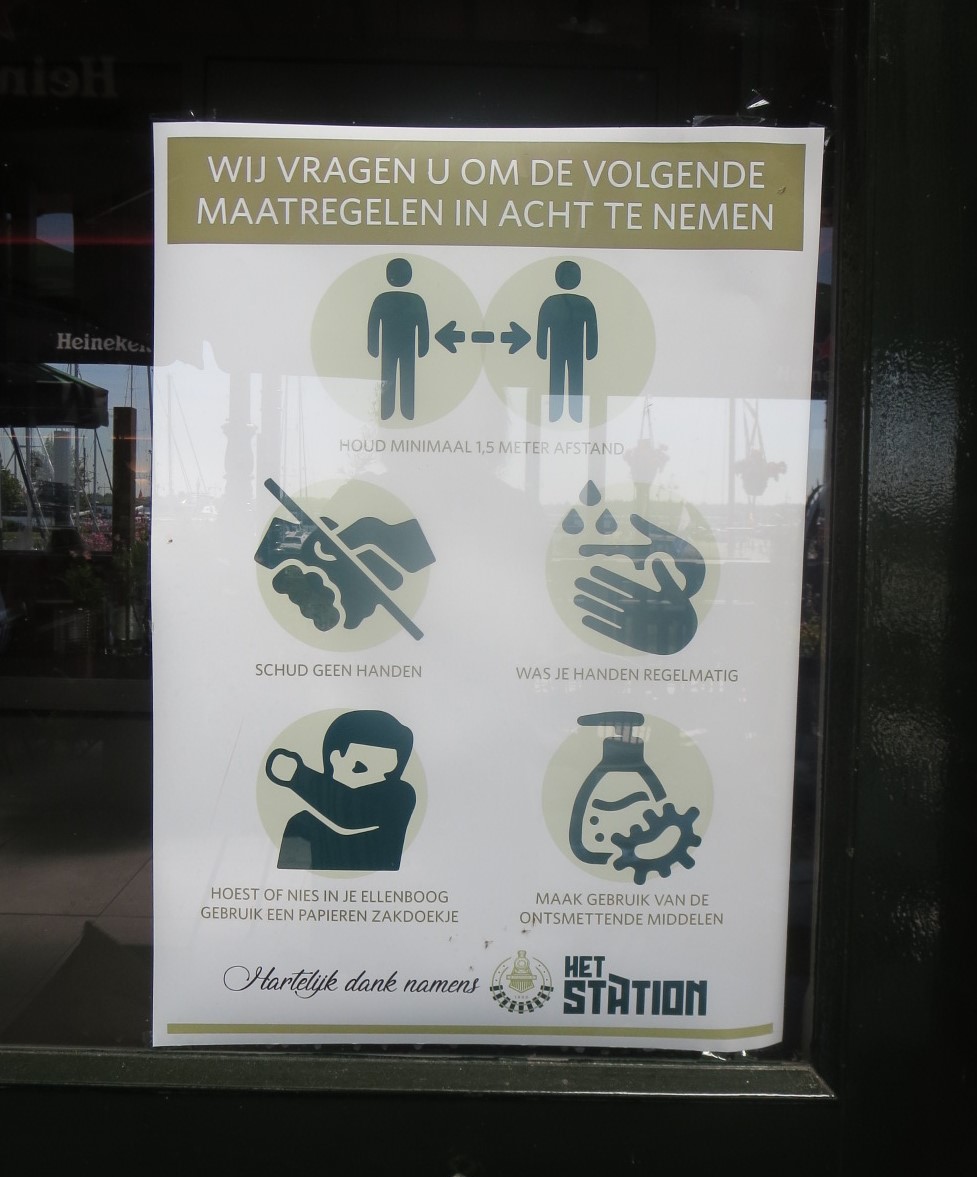 WIJ VRAGEN U OM DE VOLGENDE
MAATREGELEN IN ACHT TE NEMEN
Heineken
HOUD MINIMAAL 1,5 METER AFSTAND
SCHUD GEEN HANDEN
WAS JE HANDEN REGELMATIG
HOEST OF NIES IN JE ELLENBOOG
GEBRUIK EEN PAPIEREN ZAKDOEKJE
MAAK GEBRUIK VAN DE
ONTSMETTENDE MIDDELEN
Hartelijk dank namens
HET
STATION